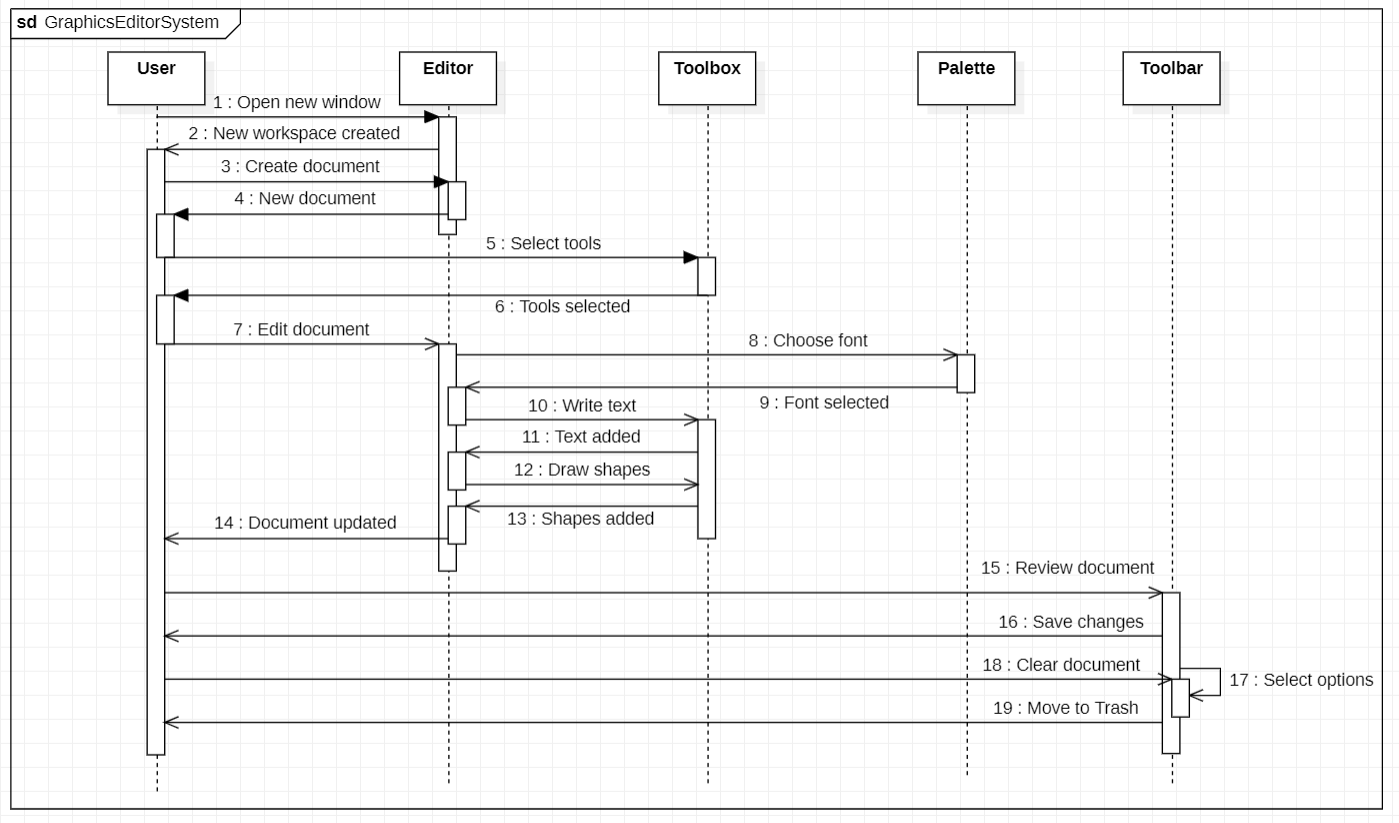 sd GraphicsEditorSystem
User
Editor
Toolbox
Palette
Toolbar
1 : Open new window
2 : New workspace created
3 : Create document
4 : New document
5 : Select tools
6 : Tools selected
7 : Edit document
8 : Choose font
9 : Font selected
10 : Write text
11 : Text added
12 : Draw shapes
13 : Shapes added
14 : Document updated
15 : Review document
16 : Save changes
18 : Clear document
17 : Select options
19 : Move to Trash